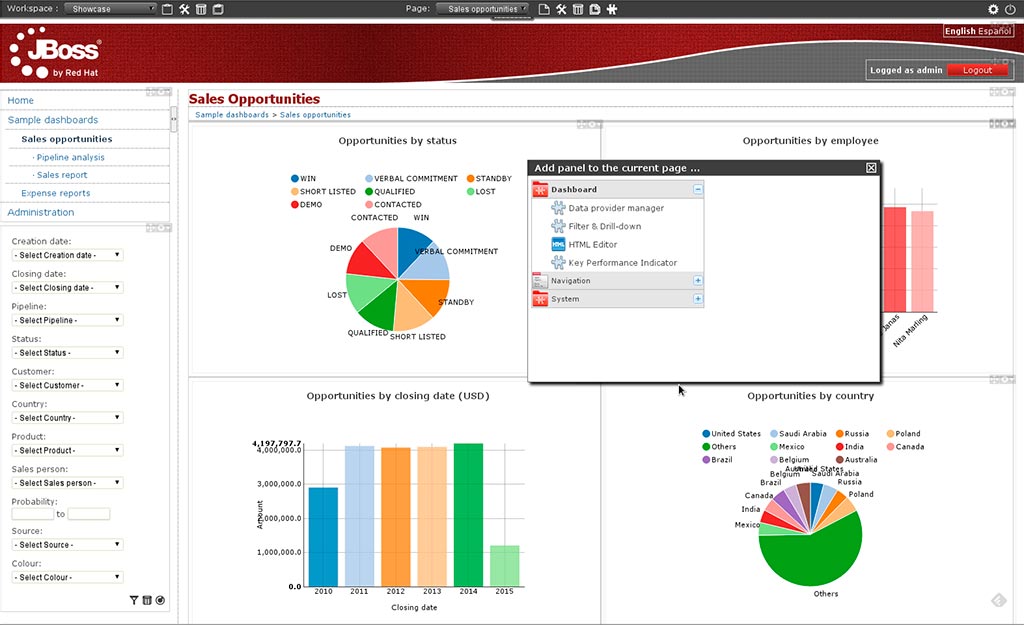 Workspace : Showcase Page: Sales opportunities
English Español
JBoss®
by Red Hat
Logged as admin Logout
Home
Sample dashboards
Sales opportunities
· Pipeline analysis
· Sales report
Expense reports
Administration
Creation date:
- Select Creation date -
Closing date:
- Select Closing date -
Pipeline:
- Select Pipeline -
Status:
- Select Status -
Customer:
- Select Customer -
Country:
- Select Country -
Product:
- Select Product -
Sales person:
- Select Sales person -
Probability:
to
Source:
- Select Source -
Colour:
- Select Colour -
Sales Opportunities
Sample dashboards > Sales opportunities
Opportunities by status
WIN VERBAL COMMITMENT STANDBY
SHORT LISTED QUALIFIED LOST
DEMO CONTACTED
CONTACTED WIN
DEMO VERBAL COMMITMENT
LOST STANDBY
QUALIFIED SHORT LISTED
Opportunities by employee
Janas
Nita Marling
Add panel to the current page ...
Dashboard
Data provider manager
Filter & Drill-down
HTML HTML Editor
Key Performance Indicator
Navigation
System
Opportunities by closing date (USD)
4,197,797.7
4,000,000.0
3,000,000.0
2,000,000.0
1,000,000.0
0.0
Amount
2010 2011 2012 2013 2014 2015
Closing date
Opportunities by country
United States Saudi Arabia Russia Poland
Others Mexico India Canada
Brazil Belgium Australia
Australia United States
Belgium Saudi Arabia
Brazil Russia
Canada Poland
India
Mexico
Others